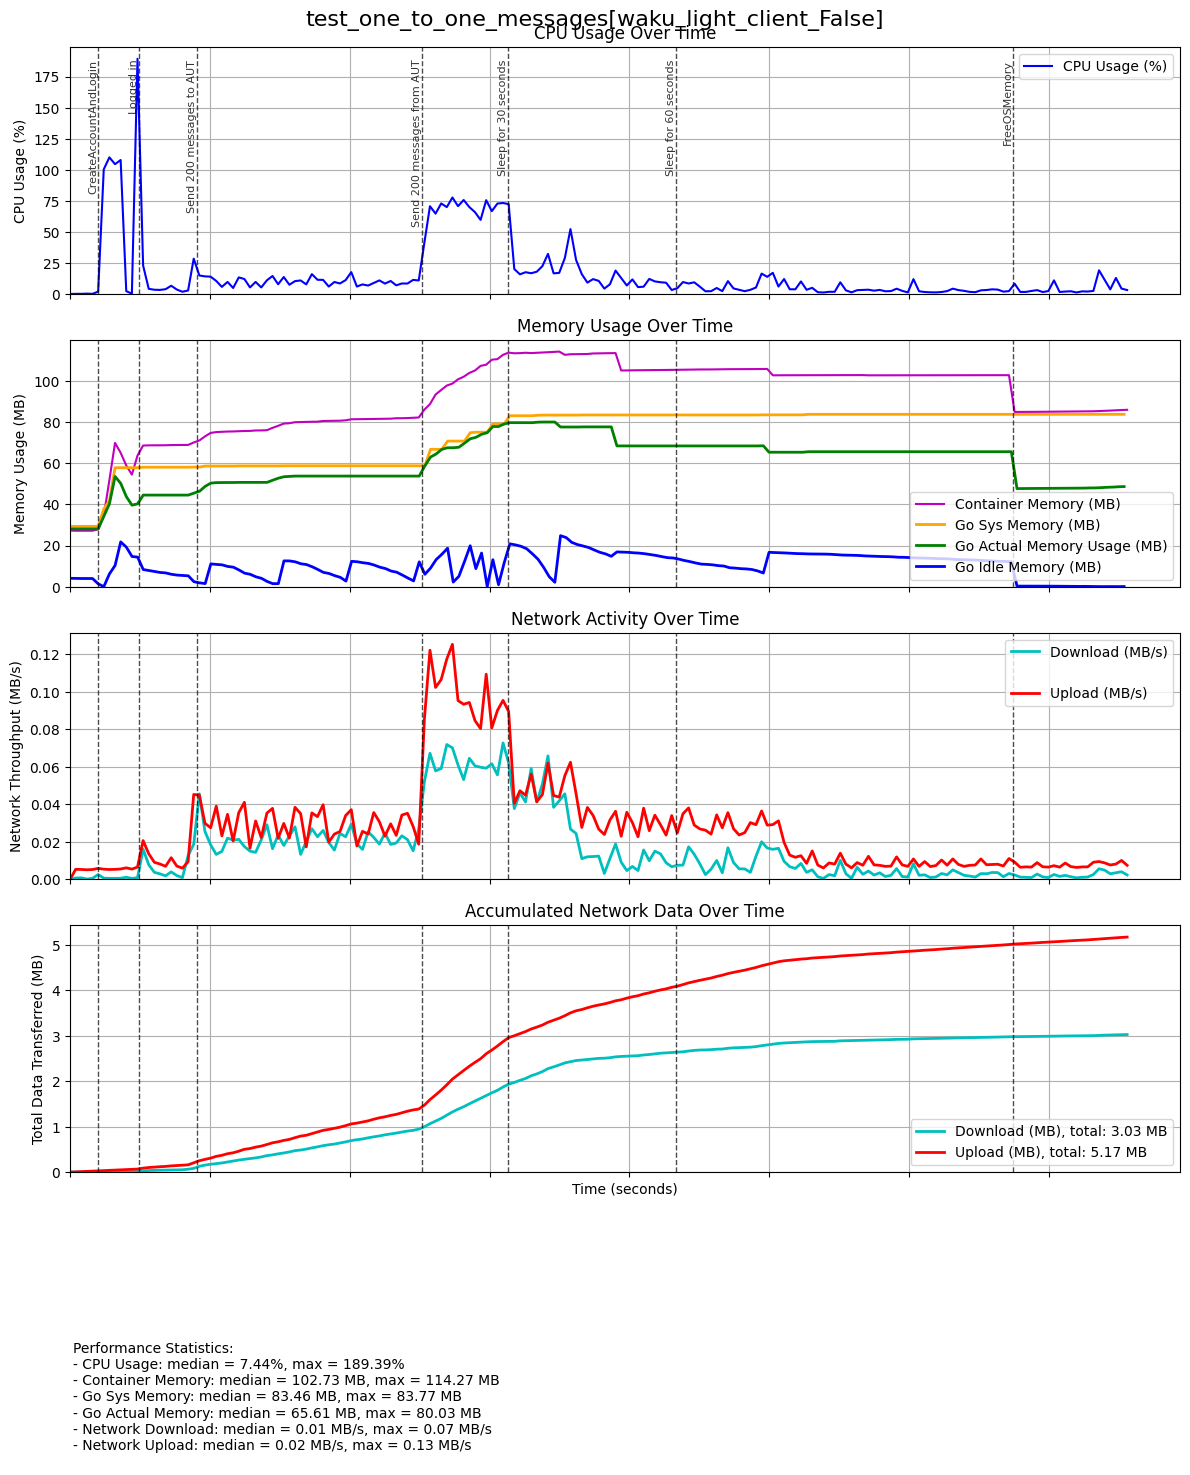 test_one_to_one_messages[waku_light_client_False]
CPU Usage Over Time
CPU Usage (%)
175
150
125
100
75
50
25
0
CreateAccountAndLogin
Logged in
Send 200 messages to AUT
Send 200 messages from AUT
Sleep for 30 seconds
Sleep for 60 seconds
FreeOSMemory
CPU Usage (%)
Memory Usage Over Time
Memory Usage (MB)
100
80
60
40
20
0
Container Memory (MB)
Go Sys Memory (MB)
Go Actual Memory Usage (MB)
Go Idle Memory (MB)
Network Activity Over Time
Network Throughput (MB/s)
0.12
0.10
0.08
0.06
0.04
0.02
0.00
Download (MB/s)
Upload (MB/s)
Accumulated Network Data Over Time
Total Data Transferred (MB)
5
4
3
2
1
0
Download (MB), total: 3.03 MB
Upload (MB), total: 5.17 MB
Time (seconds)
Performance Statistics:
- CPU Usage: median = 7.44%, max = 189.39%
- Container Memory: median = 102.73 MB, max = 114.27 MB
- Go Sys Memory: median = 83.46 MB, max = 83.77 MB
- Go Actual Memory: median = 65.61 MB, max = 80.03 MB
- Network Download: median = 0.01 MB/s, max = 0.07 MB/s
- Network Upload: median = 0.02 MB/s, max = 0.13 MB/s